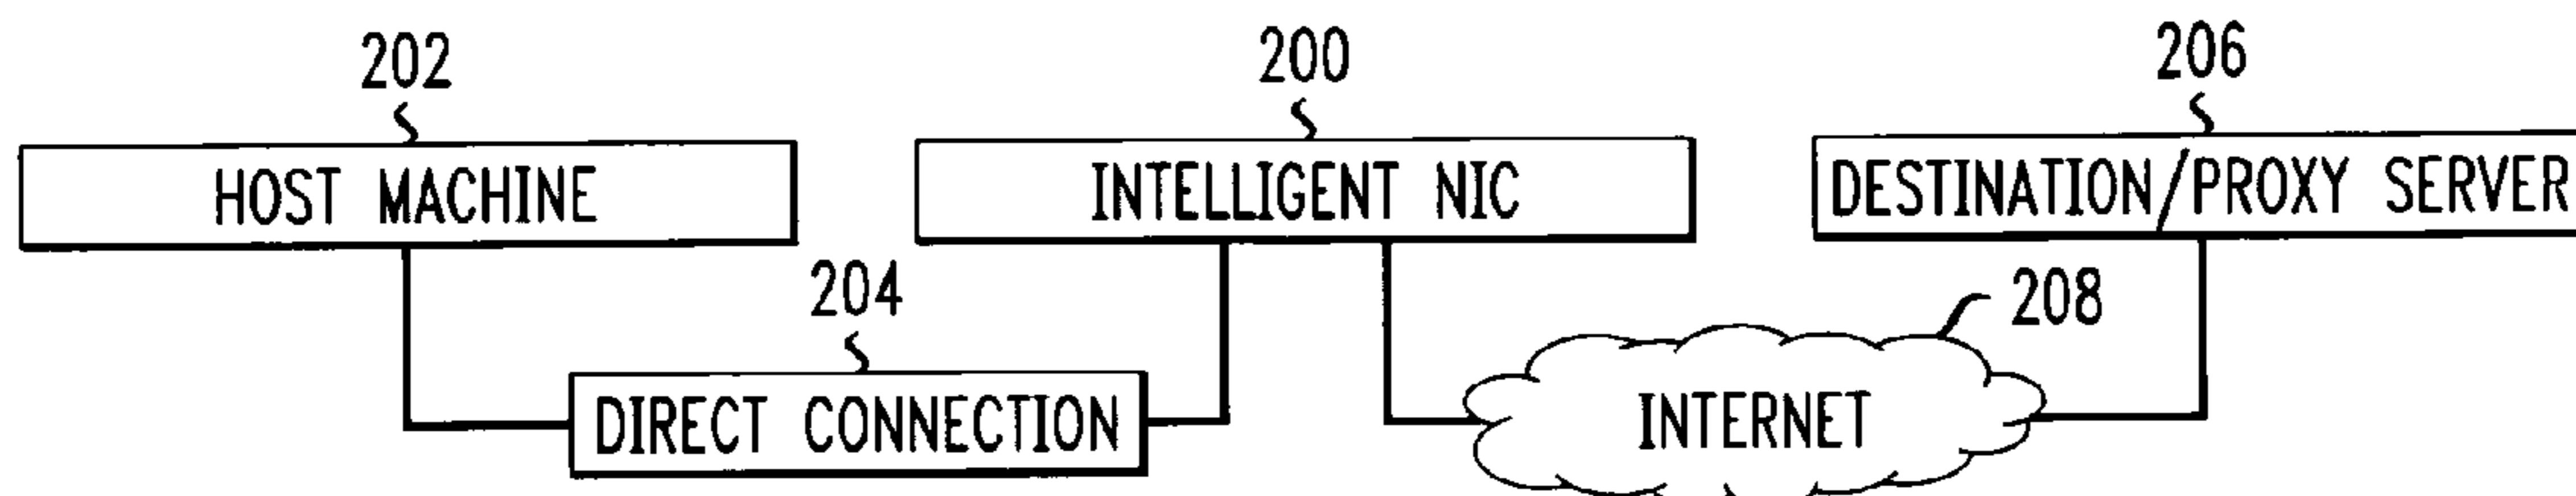 202
200
206
HOST MACHINE
INTELLIGENT NIC
DESTINATION/PROXY SERVER
204
208
DIRECT CONNECTION
INTERNET